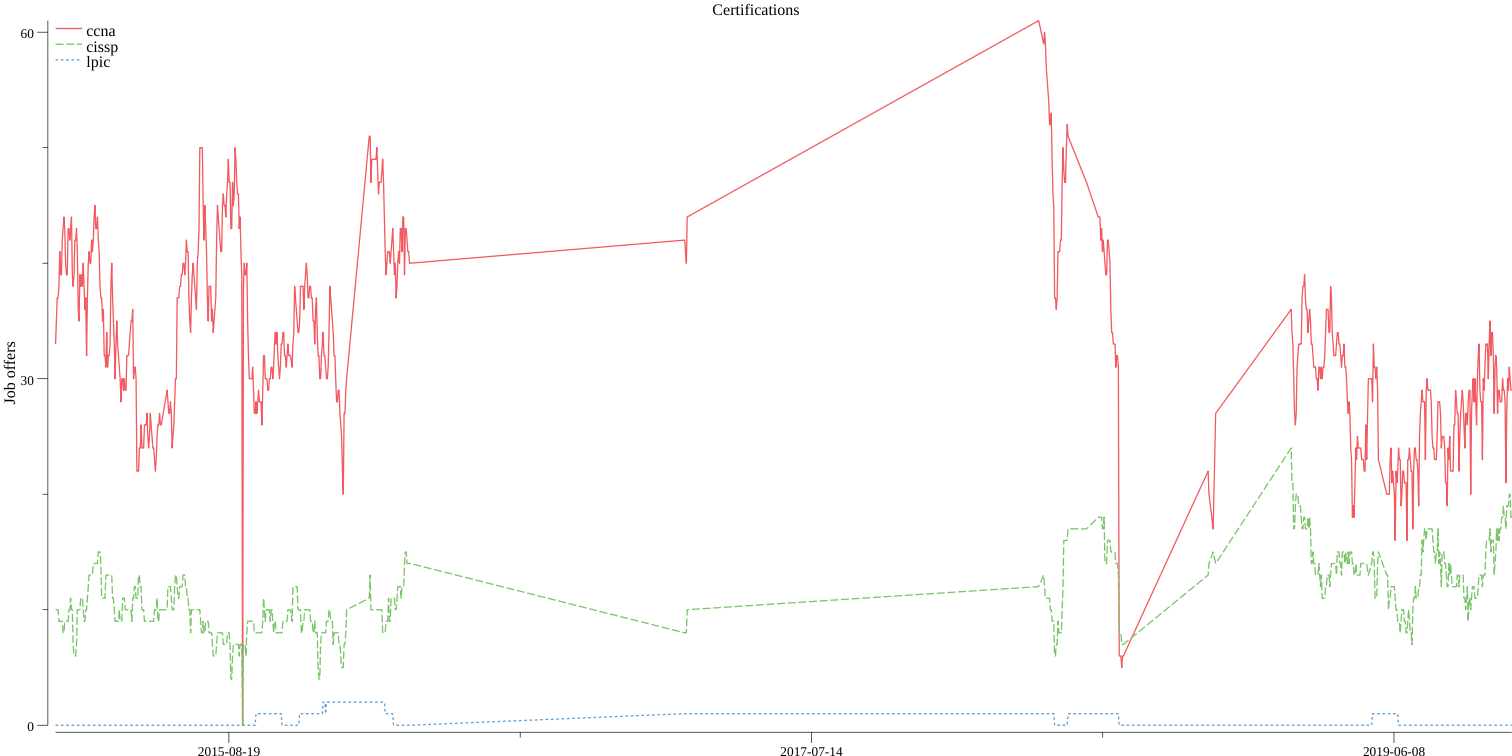 Certifications
60
ccna
cissp
lpic
30
Job offers
0
2015-08-19
2017-07-14
2019-06-08